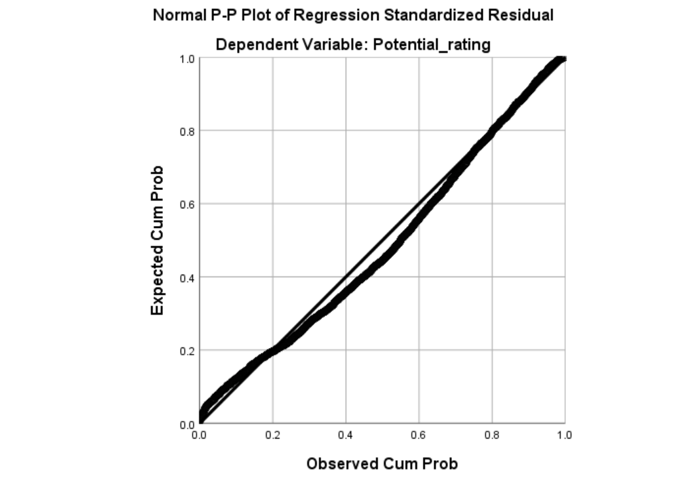 Normal P-P Plot of Regression Standardized Residual
Dependent Variable: Potential_rating
1.0
0.8
0.6
0.4
0.2
0.0
Expected Cum Prob
0.0 0.2 0.4 0.6 0.8 1.0
Observed Cum Prob